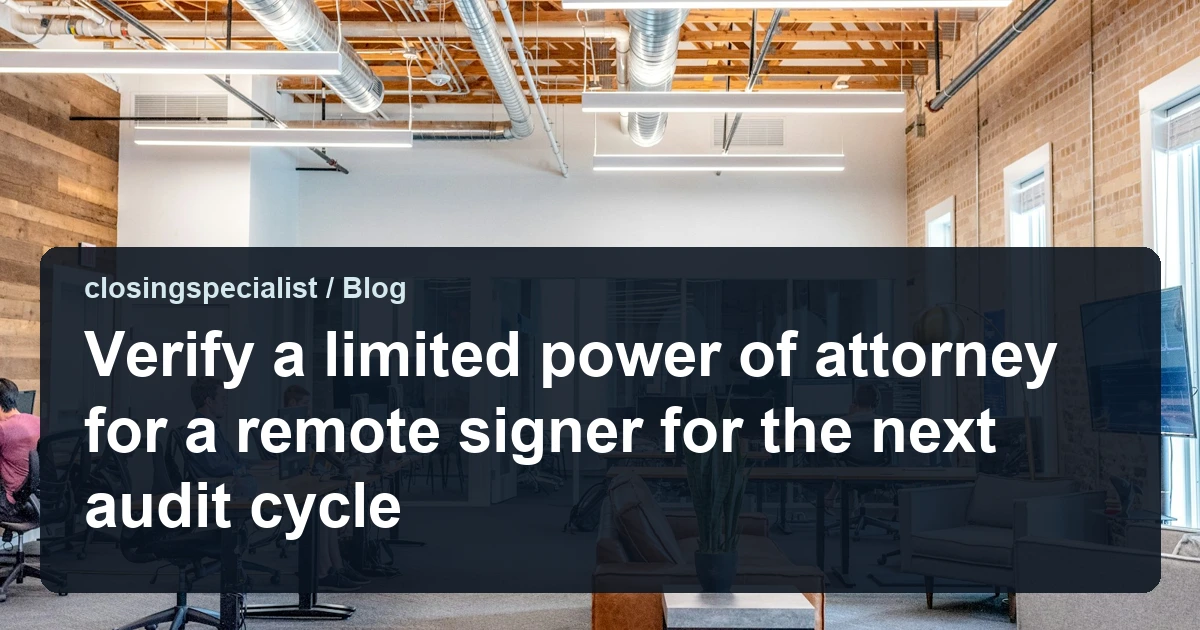 closingspecialist / Blog
Verify a limited power of attorney
for a remote signer for the next
audit cycle